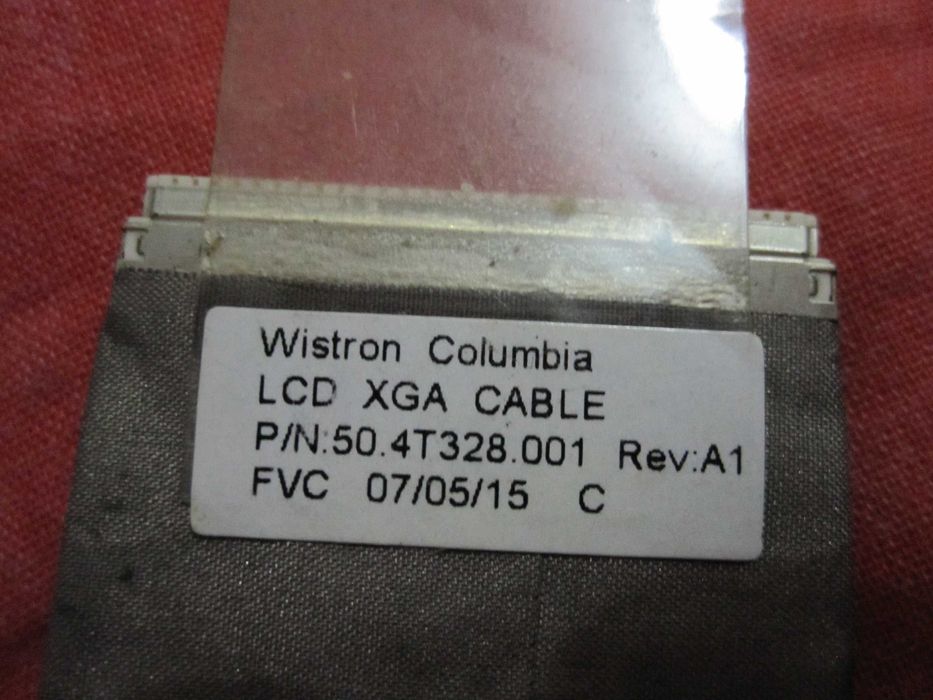 Wistron Columbia
LCD XGA CABLE
P/N:50.4T328.001 Rev:A1
FVC 07/05/15 C